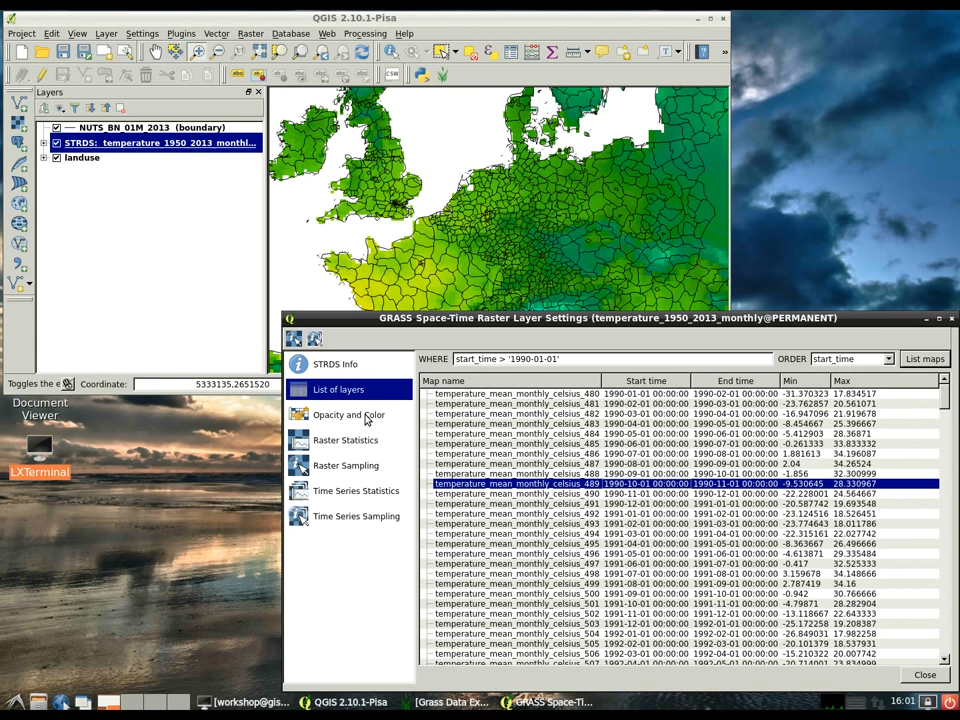 QGIS 2.10.1-Pisa
Project Edit View Layer Settings Plugins Vector Raster Database Web Processing Help
Layers
NUTS_BN_01M_2013 (boundary)
STRDS: temperature_1950_2013_monthl...
landuse
Toggles the e
Coordinate: 5333135,2651520
Document
Viewer
LXTerminal
GRASS Space-Time Raster Layer Settings (temperature_1950_2013_monthly@PERMANENT)
STRDS Info
List of layers
Opacity and Color
Raster Statistics
Raster Sampling
Time Series Statistics
Time Series Sampling
WHERE start_time > '1990-01-01' ORDER start_time List maps
Map name Start time End time Min Max
temperature_mean_monthly_celsius_480 1990-01-01 00:00:00 1990-02-01 00:00:00 -31.370323 17.834517
temperature_mean_monthly_celsius_481 1990-02-01 00:00:00 1990-03-01 00:00:00 -23.762857 20.561071
temperature_mean_monthly_celsius_482 1990-03-01 00:00:00 1990-04-01 00:00:00 -16.947096 21.919678
temperature_mean_monthly_celsius_483 1990-04-01 00:00:00 1990-05-01 00:00:00 -8.454667 25.396667
temperature_mean_monthly_celsius_484 1990-05-01 00:00:00 1990-06-01 00:00:00 -5.412903 28.36871
temperature_mean_monthly_celsius_485 1990-06-01 00:00:00 1990-07-01 00:00:00 -0.261333 33.833332
temperature_mean_monthly_celsius_486 1990-07-01 00:00:00 1990-08-01 00:00:00 1.881613 34.196087
temperature_mean_monthly_celsius_487 1990-08-01 00:00:00 1990-09-01 00:00:00 2.04 34.26524
temperature_mean_monthly_celsius_488 1990-09-01 00:00:00 1990-10-01 00:00:00 -1.856 32.300999
temperature_mean_monthly_celsius_489 1990-10-01 00:00:00 1990-11-01 00:00:00 -9.530645 28.330967
temperature_mean_monthly_celsius_490 1990-11-01 00:00:00 1990-12-01 00:00:00 -22.228001 24.564667
temperature_mean_monthly_celsius_491 1990-12-01 00:00:00 1991-01-01 00:00:00 -20.587742 19.693548
temperature_mean_monthly_celsius_492 1991-01-01 00:00:00 1991-02-01 00:00:00 -23.124516 18.526451
temperature_mean_monthly_celsius_493 1991-02-01 00:00:00 1991-03-01 00:00:00 -23.774643 18.011786
temperature_mean_monthly_celsius_494 1991-03-01 00:00:00 1991-04-01 00:00:00 -22.315161 22.027742
temperature_mean_monthly_celsius_495 1991-04-01 00:00:00 1991-05-01 00:00:00 -8.363667 26.496666
temperature_mean_monthly_celsius_496 1991-05-01 00:00:00 1991-06-01 00:00:00 -4.613871 29.335484
temperature_mean_monthly_celsius_497 1991-06-01 00:00:00 1991-07-01 00:00:00 -0.417 32.525333
temperature_mean_monthly_celsius_498 1991-07-01 00:00:00 1991-08-01 00:00:00 3.159678 34.148666
temperature_mean_monthly_celsius_499 1991-08-01 00:00:00 1991-09-01 00:00:00 2.787419 34.16
temperature_mean_monthly_celsius_500 1991-09-01 00:00:00 1991-10-01 00:00:00 -0.942 30.766666
temperature_mean_monthly_celsius_501 1991-10-01 00:00:00 1991-11-01 00:00:00 -4.79871 28.282904
temperature_mean_monthly_celsius_502 1991-11-01 00:00:00 1991-12-01 00:00:00 -13.118667 22.643333
temperature_mean_monthly_celsius_503 1991-12-01 00:00:00 1992-01-01 00:00:00 -25.172258 19.208387
temperature_mean_monthly_celsius_504 1992-01-01 00:00:00 1992-02-01 00:00:00 -26.849031 17.982258
temperature_mean_monthly_celsius_505 1992-02-01 00:00:00 1992-03-01 00:00:00 -20.101379 18.537931
temperature_mean_monthly_celsius_506 1992-03-01 00:00:00 1992-04-01 00:00:00 -15.210322 20.007742
temperature_mean_monthly_celsius_507 1992-04-01 00:00:00 1992-05-01 00:00:00 -20.714001 23.834999
Close
[workshop@gis... QGIS 2.10.1-Pisa [Grass Data Ex... GRASS Space-Ti... 16:01